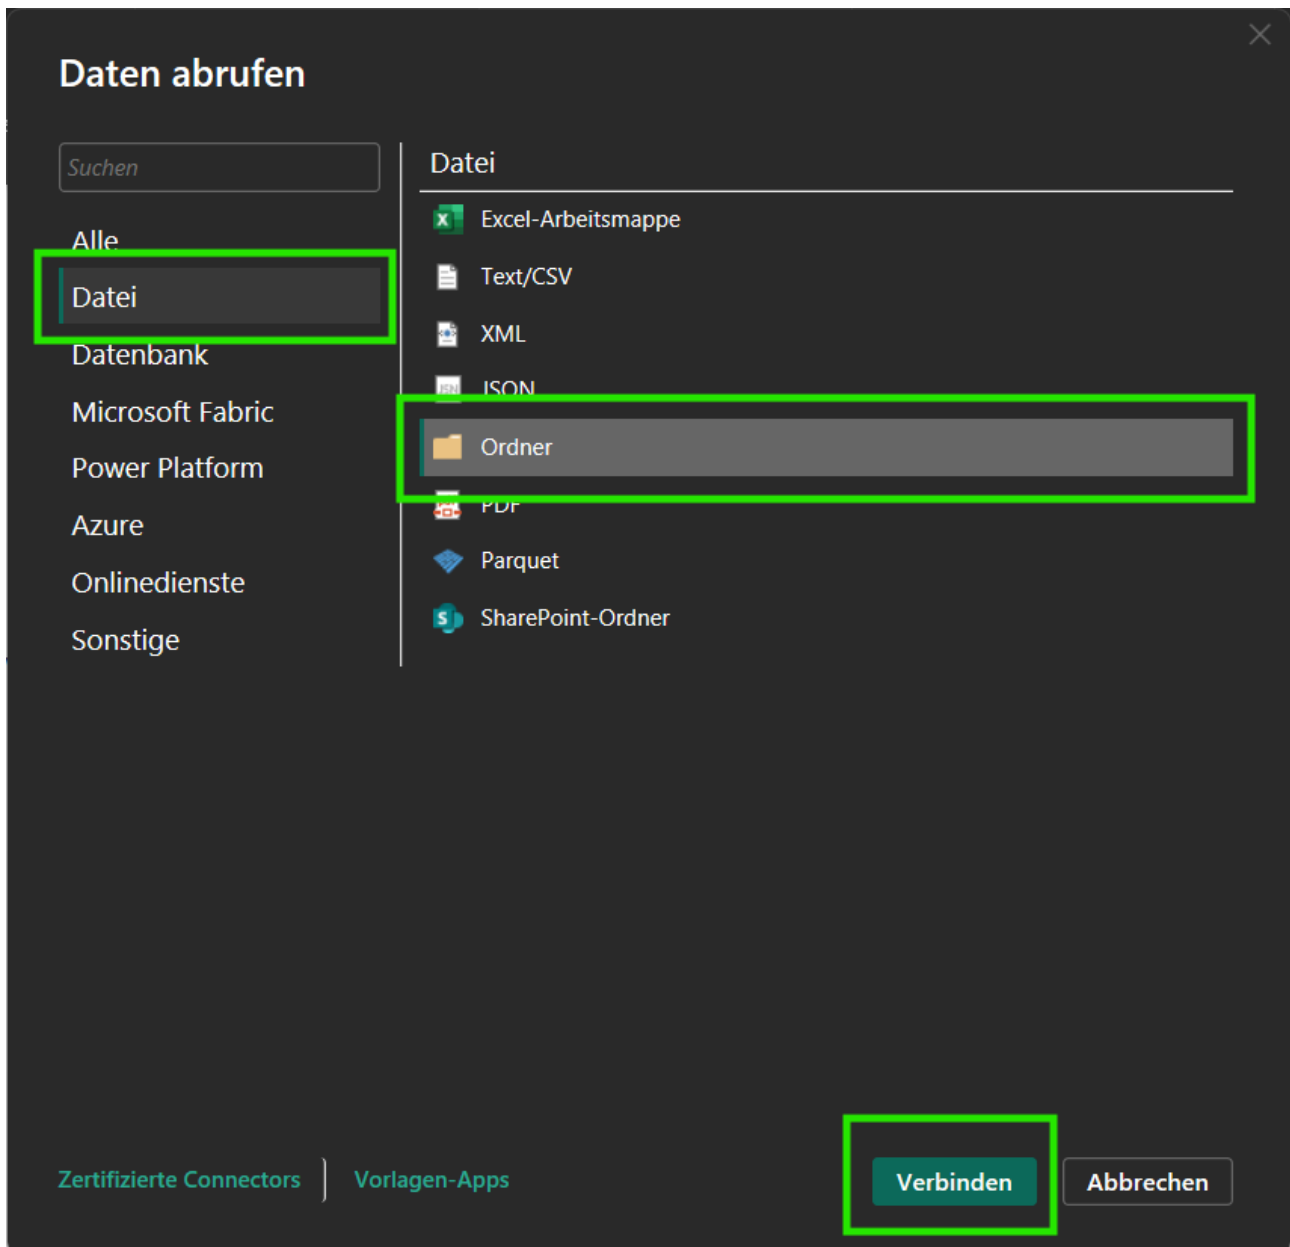 Daten abrufen
Suchen
Alle
Datei
Datenbank
Microsoft Fabric
Power Platform
Azure
Onlinedienste
Sonstige
Datei
Excel-Arbeitsmappe
Text/CSV
XML
JSON
Ordner
PDF
Parquet
SharePoint-Ordner
Zertifizierte Connectors
Vorlagen-Apps
Verbinden
Abbrechen